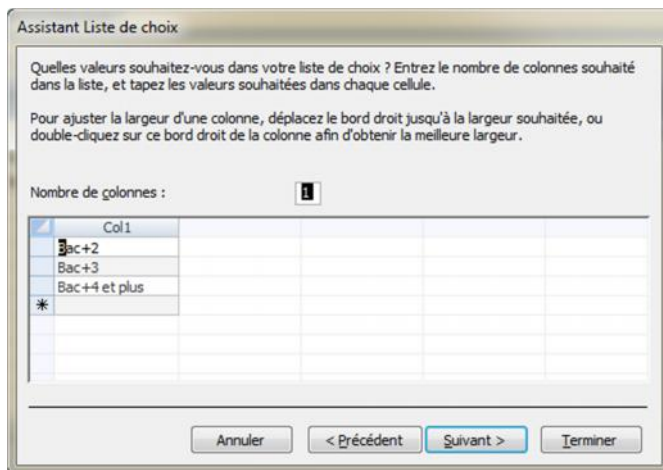 Assistant Liste de choix
Quelles valeurs souhaitez-vous dans votre liste de choix ? Entrez le nombre de colonnes souhaité
dans la liste, et tapez les valeurs souhaitées dans chaque cellule.
Pour ajuster la largeur d'une colonne, déplacez le bord droit jusqu'à la largeur souhaitée, ou
double-cliquez sur ce bord droit de la colonne afin d'obtenir la meilleure largeur.
Nombre de colonnes : 1
Col1
Bac+2
Bac+3
Bac+4 et plus
Annuler < Précédent Suivant > Terminer